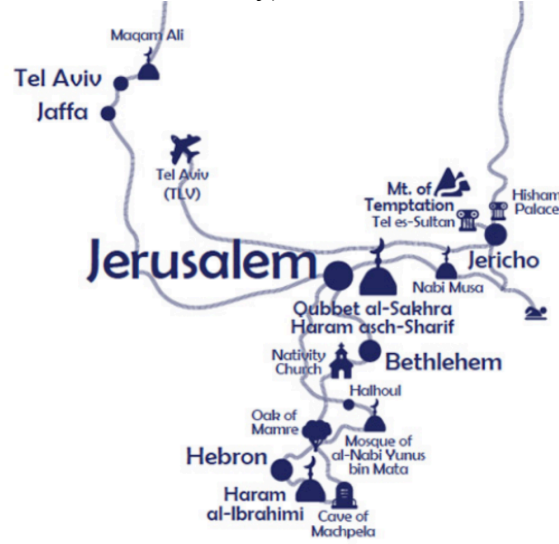 Maqam Ali
Tel Aviv
Jaffa
Tel Aviv
(TLV)
Mt. of
Temptation
Tel es-Sultan
Hisham
Palace
Jerusalem
Jericho
Nabi Musa
Qubbet al-Sakhra
Haram asch-Sharif
Nativity
Church
Bethlehem
Halhoul
Oak of
Mamre
Mosque of
al-Nabi Yunus
bin Mata
Hebron
Haram
al-Ibrahimi
Cave of
Machpela